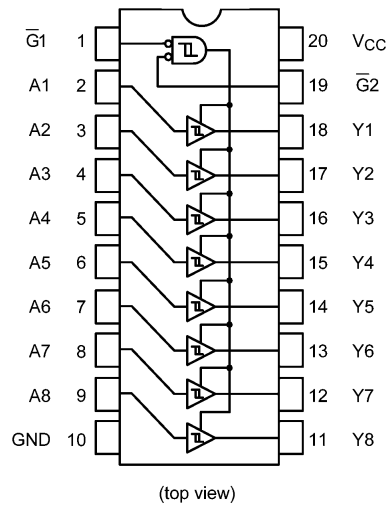 G̅1 1 20 VCC
A1 2 19 G̅2
A2 3 18 Y1
A3 4 17 Y2
A4 5 16 Y3
A5 6 15 Y4
A6 7 14 Y5
A7 8 13 Y6
A8 9 12 Y7
GND 10 11 Y8
(top view)